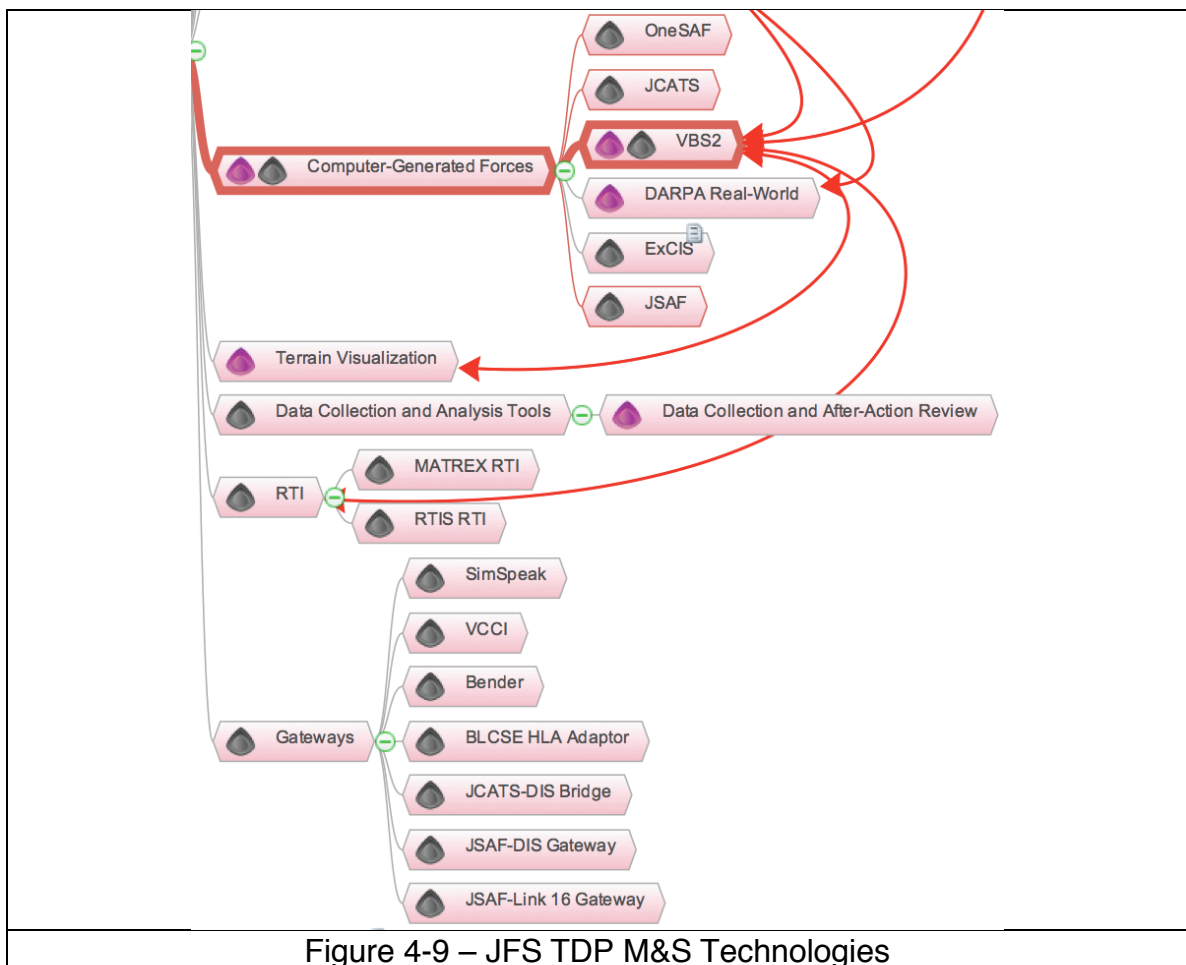 OneSAF
JCATS
VBS2
Computer-Generated Forces
DARPA Real-World
ExCIS
JSAF
Terrain Visualization
Data Collection and Analysis Tools
Data Collection and After-Action Review
MATREX RTI
RTI
RTIS RTI
SimSpeak
VCCI
Bender
Gateways
BLCSE HLA Adaptor
JCATS-DIS Bridge
JSAF-DIS Gateway
JSAF-Link 16 Gateway
Figure 4-9 – JFS TDP M&S Technologies